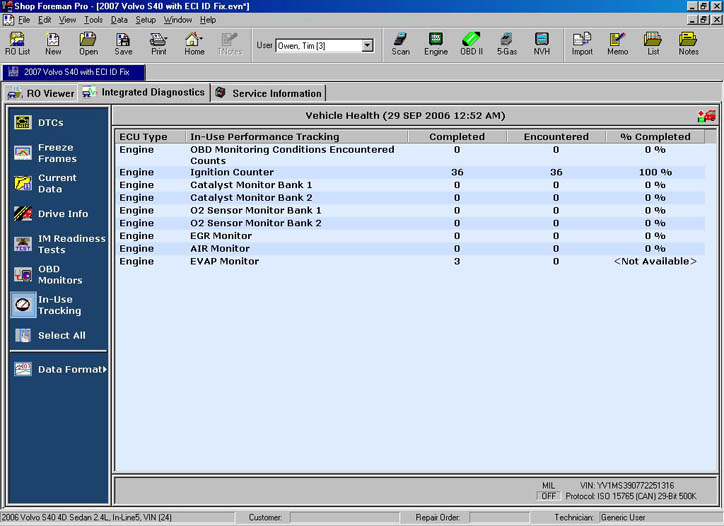 Shop Foreman Pro - [2007 Volvo S40 with ECI ID Fix.evn*]
File Edit View Tools Data Setup Window Help
RO List New Open Save Print Home TNotes User Owen, Tim [3] Scan Engine OBD II 5-Gas NVH Import Memo List Notes
2007 Volvo S40 with ECI ID Fix
RO Viewer Integrated Diagnostics Service Information
DTCs
Freeze
Frames
Current
Data
Drive Info
IM Readiness
Tests
OBD
Monitors
In-Use
Tracking
Select All
Data Format
Vehicle Health (29 SEP 2006 12:52 AM)
ECU Type In-Use Performance Tracking Completed Encountered % Completed
Engine OBD Monitoring Conditions Encountered 0 0 0 %
Counts
Engine Ignition Counter 36 36 100 %
Engine Catalyst Monitor Bank 1 0 0 0 %
Engine Catalyst Monitor Bank 2 0 0 0 %
Engine O2 Sensor Monitor Bank 1 0 0 0 %
Engine O2 Sensor Monitor Bank 2 0 0 0 %
Engine EGR Monitor 0 0 0 %
Engine AIR Monitor 0 0 0 %
Engine EVAP Monitor 3 0 <Not Available>
MIL VIN: YV1MS390772251316
OFF Protocol: ISO 15765 (CAN) 29-Bit 500K
2006 Volvo S40 4D Sedan 2.4L, In-Line5, VIN (24) Customer: Repair Order: Technician: Generic User